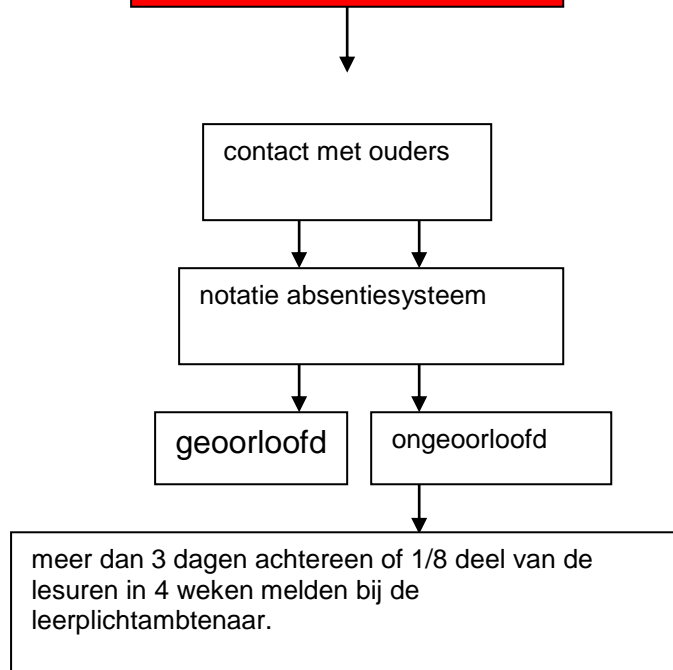 contact met ouders
notatie absentiesysteem
geoorloofd
ongeoorloofd
meer dan 3 dagen achtereen of 1/8 deel van de
lesuren in 4 weken melden bij de
leerplichtambtenaar.